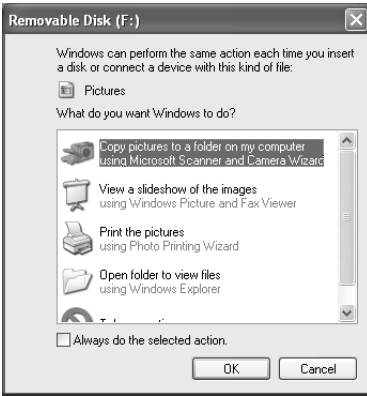 Removable Disk (F:)
Windows can perform the same action each time you insert
a disk or connect a device with this kind of file:
Pictures
What do you want Windows to do?
Copy pictures to a folder on my computer
using Microsoft Scanner and Camera Wizard
View a slideshow of the images
using Windows Picture and Fax Viewer
Print the pictures
using Photo Printing Wizard
Open folder to view files
using Windows Explorer
Always do the selected action.
OK
Cancel